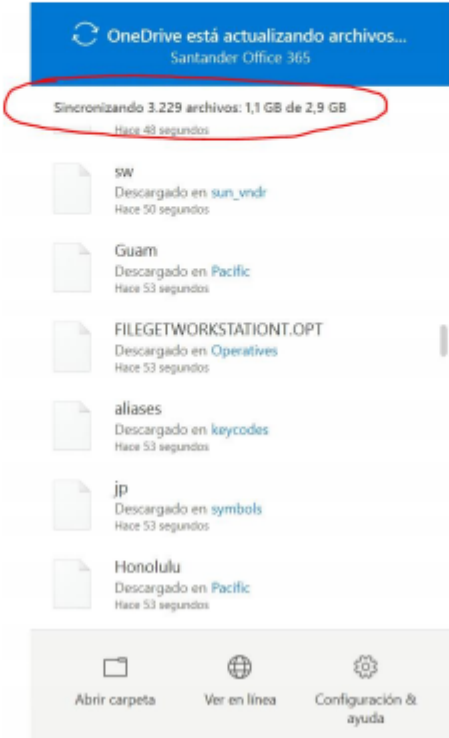 OneDrive está actualizando archivos...
Santander Office 365
Sincronizando 3.229 archivos: 1,1 GB de 2,9 GB
Hace 48 segundos
sw
Descargado en sun_vndr
Hace 50 segundos
Guam
Descargado en Pacific
Hace 53 segundos
FILEGETWORKSTATIONT.OPT
Descargado en Operatives
Hace 53 segundos
aliases
Descargado en keycodes
Hace 53 segundos
jp
Descargado en symbols
Hace 53 segundos
Honolulu
Descargado en Pacific
Hace 53 segundos
Abrir carpeta
Ver en línea
Configuración &
ayuda